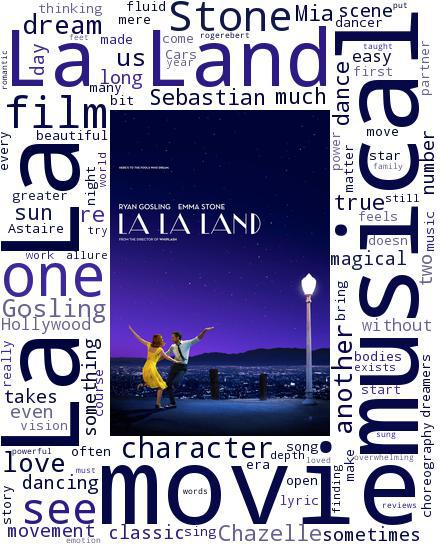 thinking
fluid
mere
Stone
Mia
scene
put
dream
rogerebert
dancer
feel
made
us
come
Cars
year
taught
easy
first
La Land
romantic
day
long
many
bit
Sebastian
much
dance
partner
film
musical
beautiful
move
number
every
La
night
world
power
matter
star
family
greater
sun
re
true
still
Astaire
try
feels
music
HERE'S TO THE FOOLS WHO DREAM
RYAN GOSLING EMMA STONE
LA LA LAND
FROM THE DIRECTOR OF WHIPLASH
work
allure
doesn
magical
two
one
Gosling
Hollywood
bring
without
really
La
something
course
another
bodies
exists
takes
even
vision
start
dreams
choreography
powerful
often
character
song
depth
loved
sung
overwhelming
love
must
era
finding
make
dancing
movie
open
story
see
words
lyric
reviews
movement
classic
sing
Chazelle
sometimes
emotion